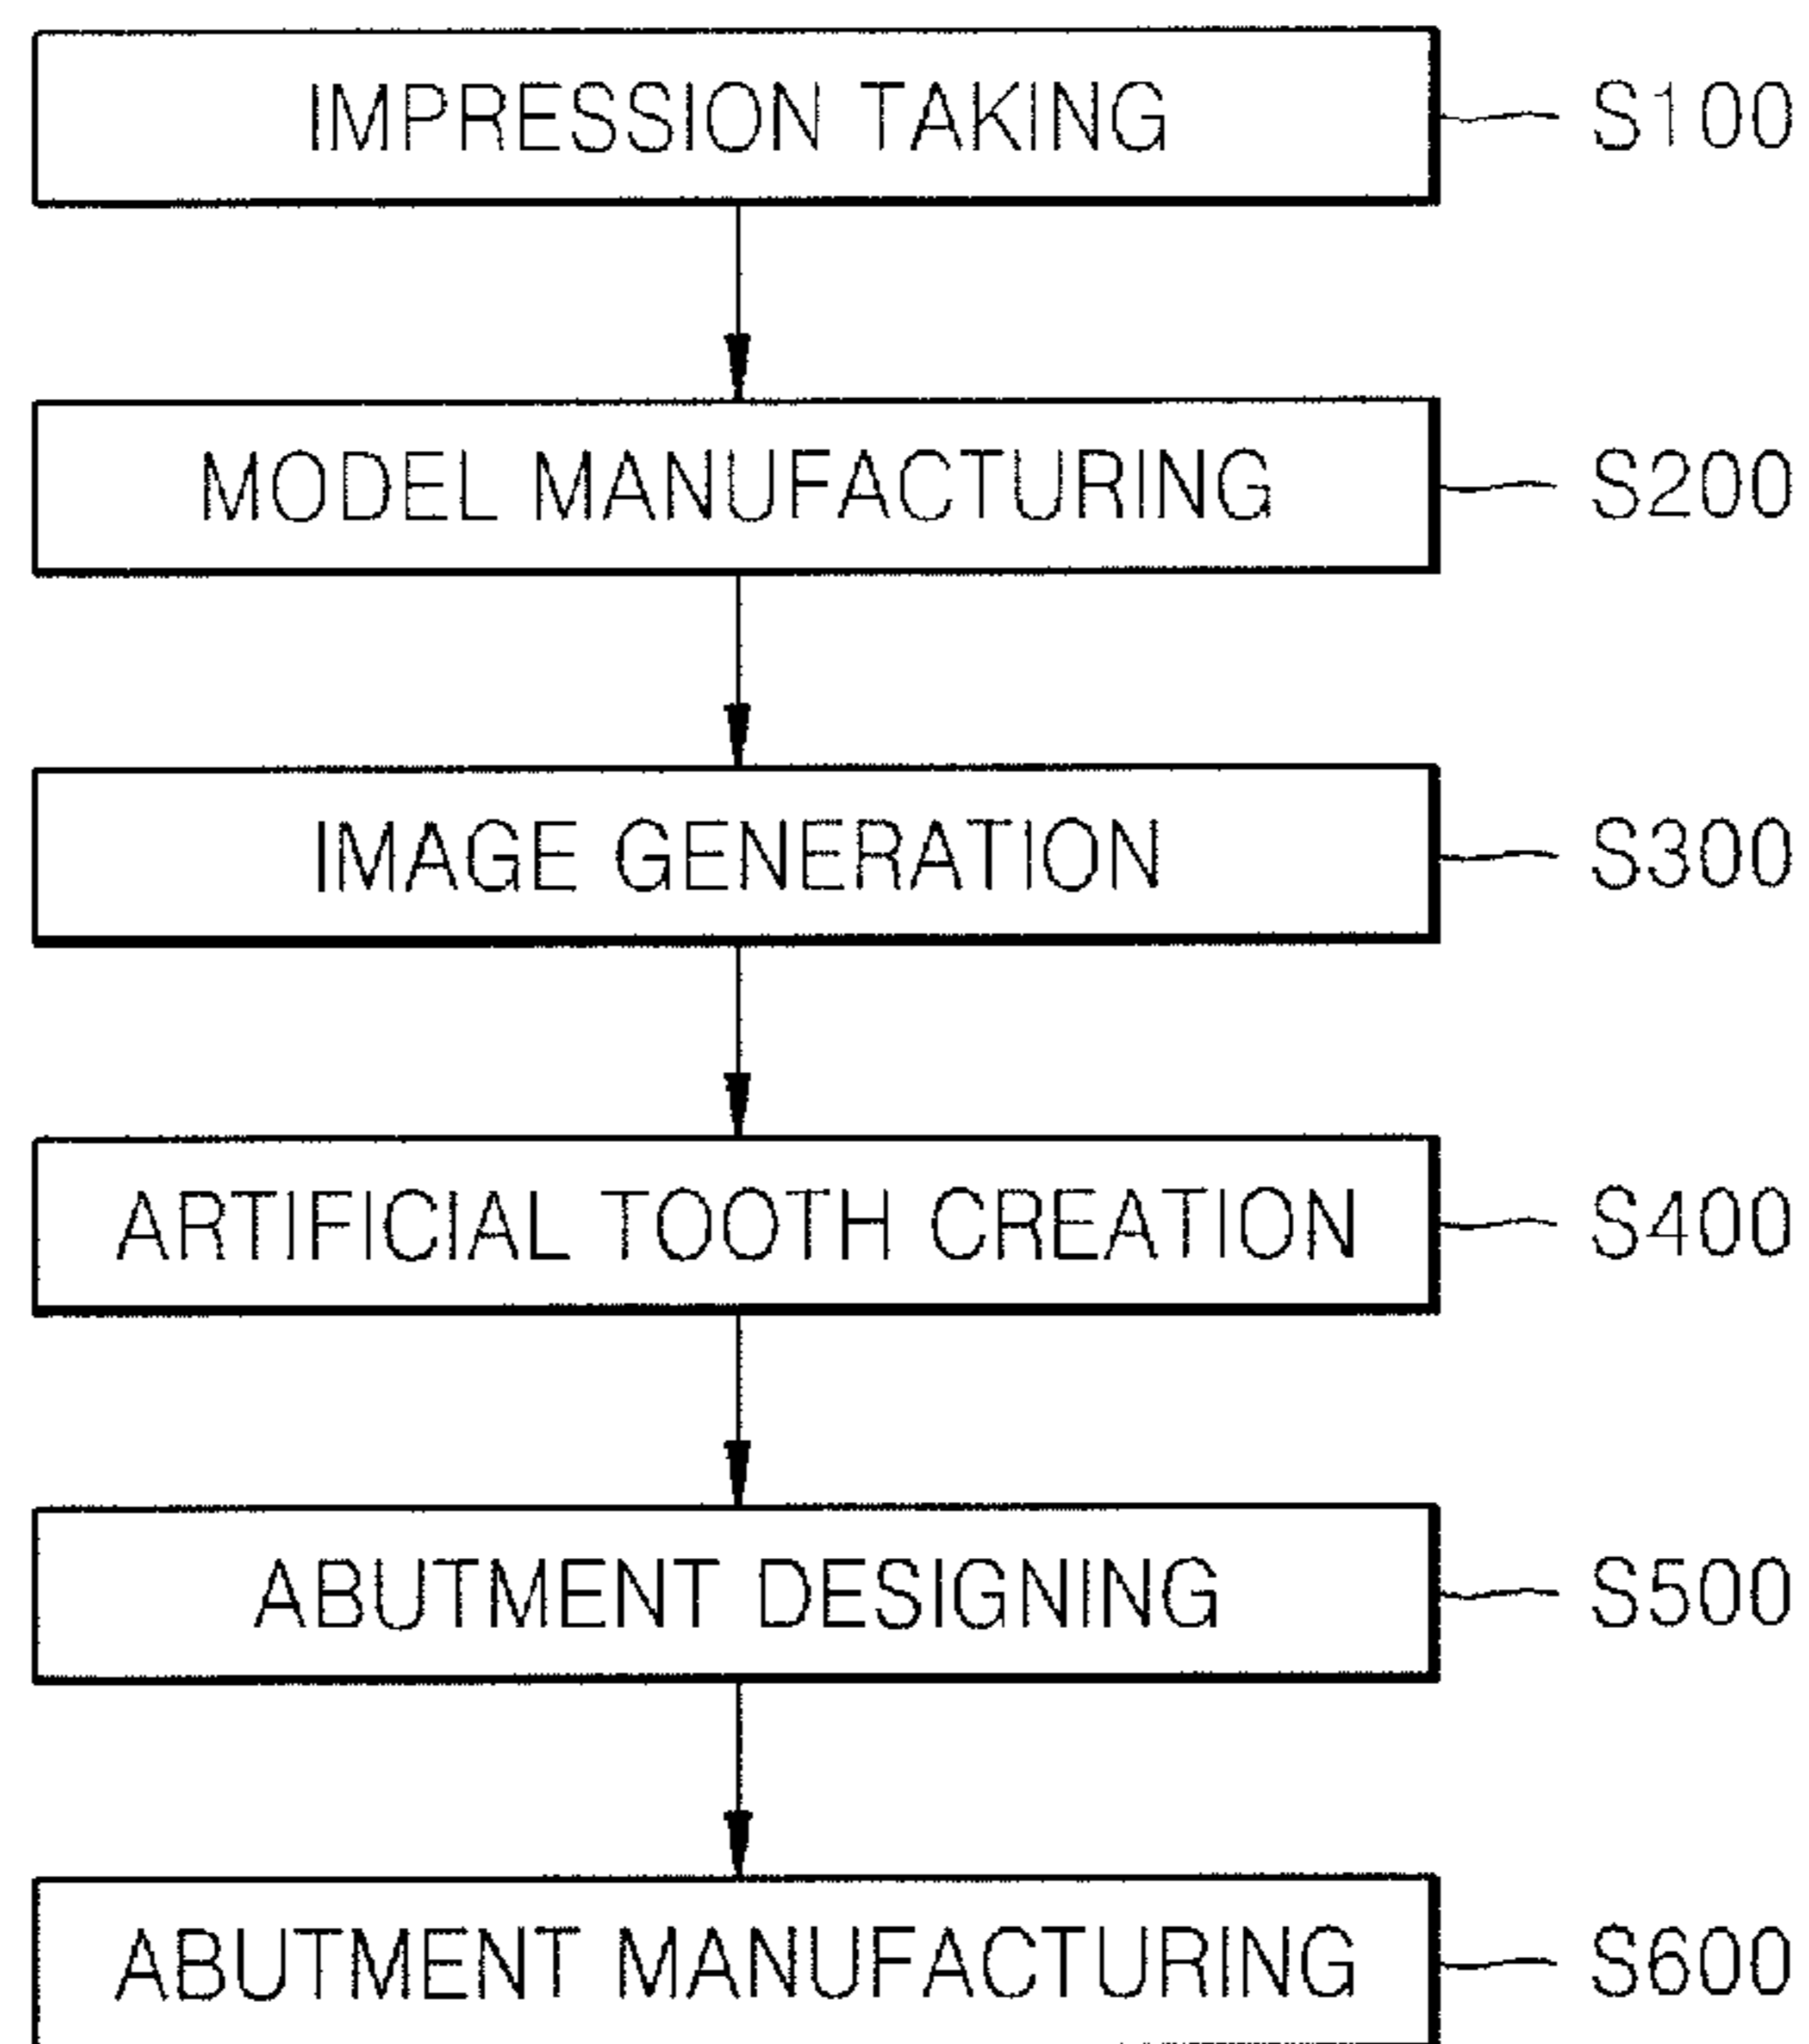 IMPRESSION TAKING S100
MODEL MANUFACTURING S200
IMAGE GENERATION S300
ARTIFICIAL TOOTH CREATION S400
ABUTMENT DESIGNING S500
ABUTMENT MANUFACTURING S600